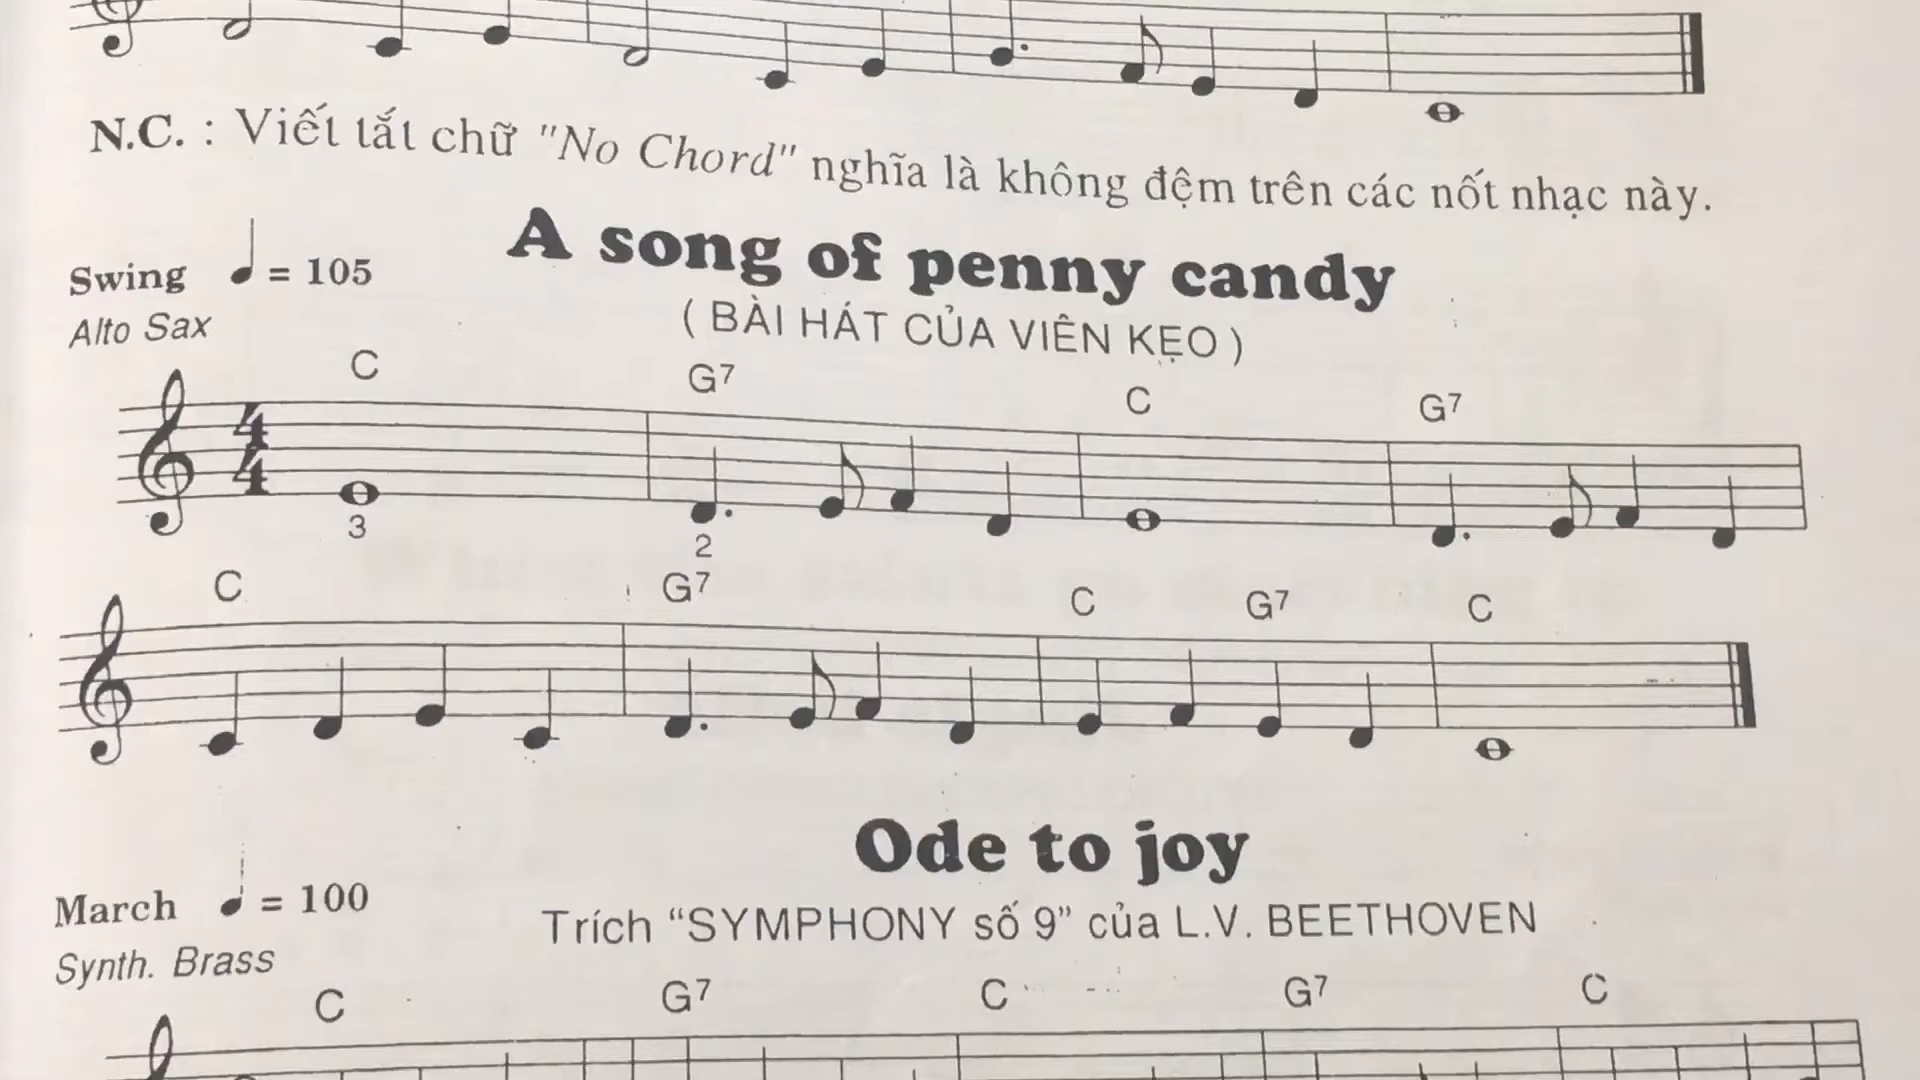 N.C. : Viết tắt chữ "No Chord" nghĩa là không đệm trên các nốt nhạc này.
A song of penny candy
Swing ♩ = 105
( BÀI HÁT CỦA VIÊN KẸO )
Alto Sax
C G7 C G7
4
4
3 2
C G7 C G7 C
Ode to joy
March ♩ = 100
Trích “SYMPHONY số 9” của L.V. BEETHOVEN
Synth. Brass
C G7 C G7 C